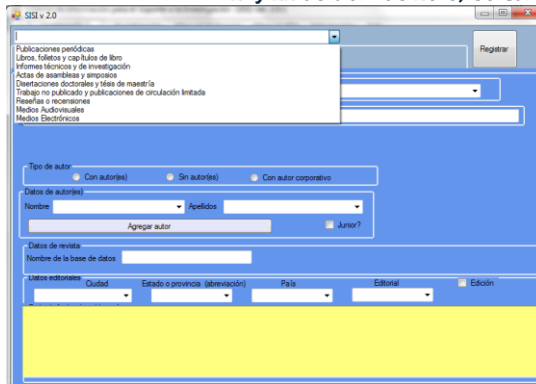 SISI v 2.0
Registrar
Publicaciones periódicas
Libros, folletos y capítulos de libro
Informes técnicos y de investigación
Actas de asambleas y simposios
Disertaciones doctorales y tésis de maestría
Trabajo no publicado y publicaciones de circulación limitada
Reseñas o recensiones
Medios Audiovisuales
Medios Electrónicos
Tipo de autor
Con autor(es) Sin autor(es) Con autor corporativo
Datos de autor(es)
Nombre Apellidos
Agregar autor Junior?
Datos de revista
Nombre de la base de datos
Datos editoriales
Ciudad Estado o provincia (abreviación) País Editorial Edición